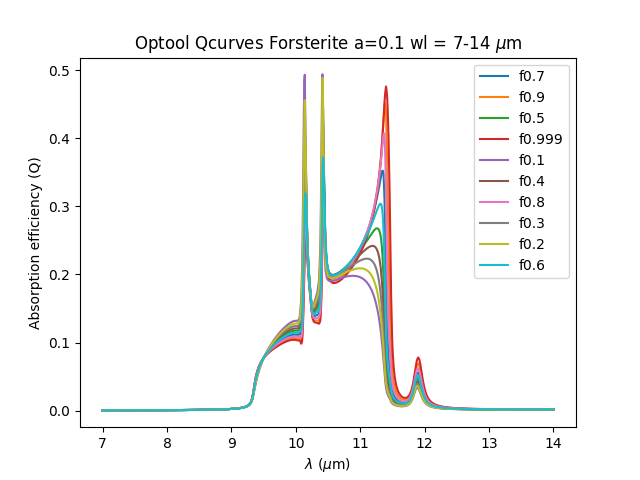 Optool Qcurves Forsterite a=0.1 wl = 7-14 μm
Absorption efficiency (Q)
0.5
0.4
0.3
0.2
0.1
0.0
f0.7
f0.9
f0.5
f0.999
f0.1
f0.4
f0.8
f0.3
f0.2
f0.6
7 8 9 10 11 12 13 14
λ (μm)